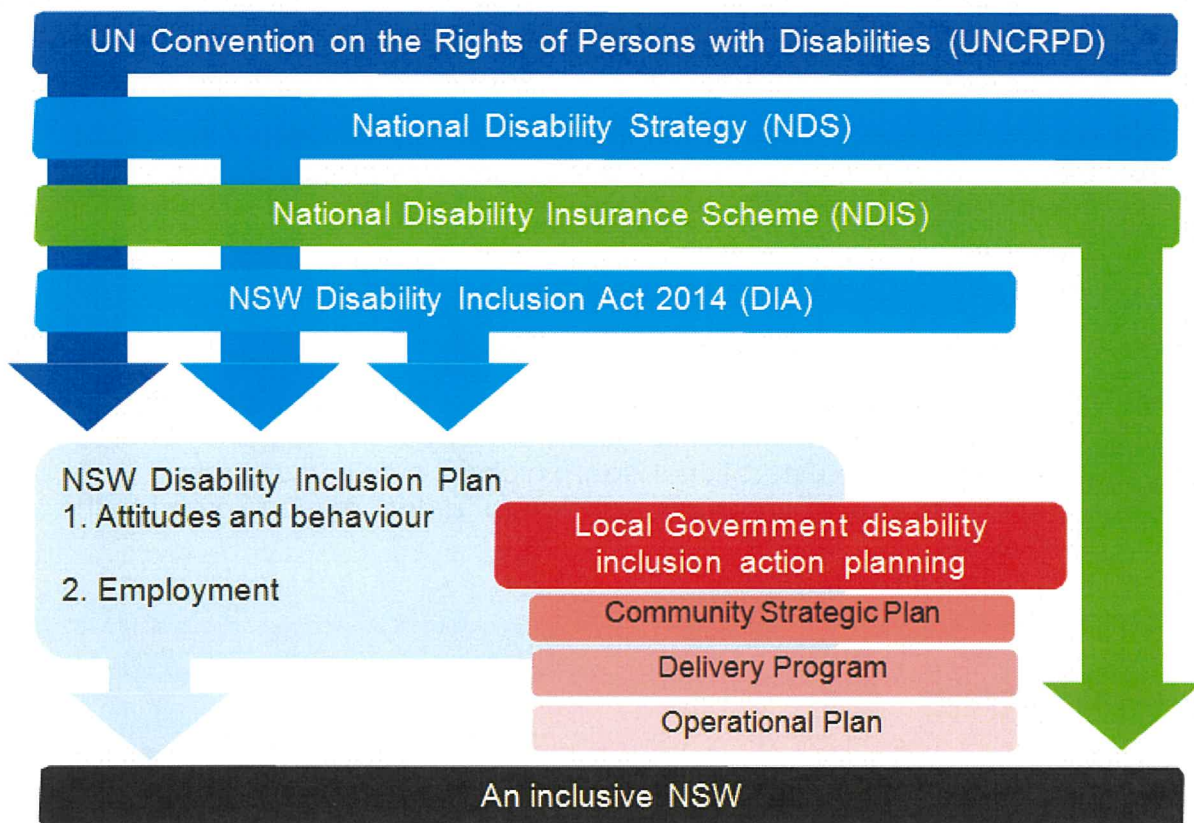 UN Convention on the Rights of Persons with Disabilities (UNCRPD)
National Disability Strategy (NDS)
National Disability Insurance Scheme (NDIS)
NSW Disability Inclusion Act 2014 (DIA)
NSW Disability Inclusion Plan
1. Attitudes and behaviour
2. Employment
Local Government disability
inclusion action planning
Community Strategic Plan
Delivery Program
Operational Plan
An inclusive NSW